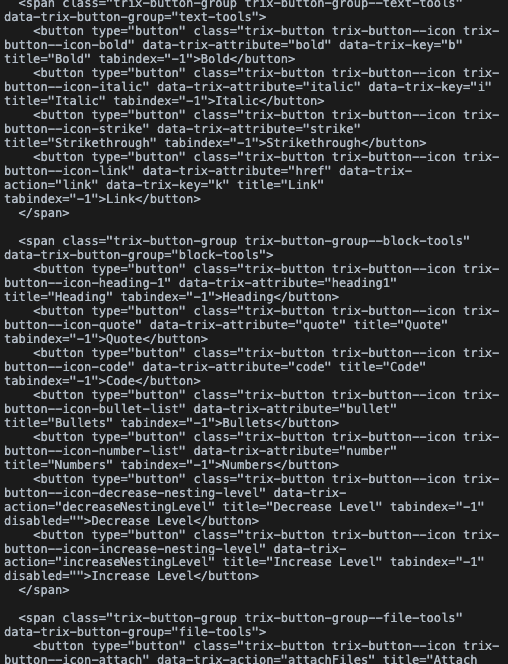 <span class="trix-button-group trix-button-group--text-tools"
data-trix-button-group="text-tools">
<button type="button" class="trix-button trix-button--icon trix-
button--icon-bold" data-trix-attribute="bold" data-trix-key="b"
title="Bold" tabindex="-1">Bold</button>
<button type="button" class="trix-button trix-button--icon trix-
button--icon-italic" data-trix-attribute="italic" data-trix-key="i"
title="Italic" tabindex="-1">Italic</button>
<button type="button" class="trix-button trix-button--icon trix-
button--icon-strike" data-trix-attribute="strike"
title="Strikethrough" tabindex="-1">Strikethrough</button>
<button type="button" class="trix-button trix-button--icon trix-
button--icon-link" data-trix-attribute="href" data-trix-
action="link" data-trix-key="k" title="Link"
tabindex="-1">Link</button>
</span>
<span class="trix-button-group trix-button-group--block-tools"
data-trix-button-group="block-tools">
<button type="button" class="trix-button trix-button--icon trix-
button--icon-heading-1" data-trix-attribute="heading1"
title="Heading" tabindex="-1">Heading</button>
<button type="button" class="trix-button trix-button--icon trix-
button--icon-quote" data-trix-attribute="quote" title="Quote"
tabindex="-1">Quote</button>
<button type="button" class="trix-button trix-button--icon trix-
button--icon-code" data-trix-attribute="code" title="Code"
tabindex="-1">Code</button>
<button type="button" class="trix-button trix-button--icon trix-
button--icon-bullet-list" data-trix-attribute="bullet"
title="Bullets" tabindex="-1">Bullets</button>
<button type="button" class="trix-button trix-button--icon trix-
button--icon-number-list" data-trix-attribute="number"
title="Numbers" tabindex="-1">Numbers</button>
<button type="button" class="trix-button trix-button--icon trix-
button--icon-decrease-nesting-level" data-trix-
action="decreaseNestingLevel" title="Decrease Level" tabindex="-1"
disabled="">Decrease Level</button>
<button type="button" class="trix-button trix-button--icon trix-
button--icon-increase-nesting-level" data-trix-
action="increaseNestingLevel" title="Increase Level" tabindex="-1"
disabled="">Increase Level</button>
</span>
<span class="trix-button-group trix-button-group--file-tools"
data-trix-button-group="file-tools">
<button type="button" class="trix-button trix-button--icon trix-
button--icon-attach" data-trix-action="attachFiles" title="Attach